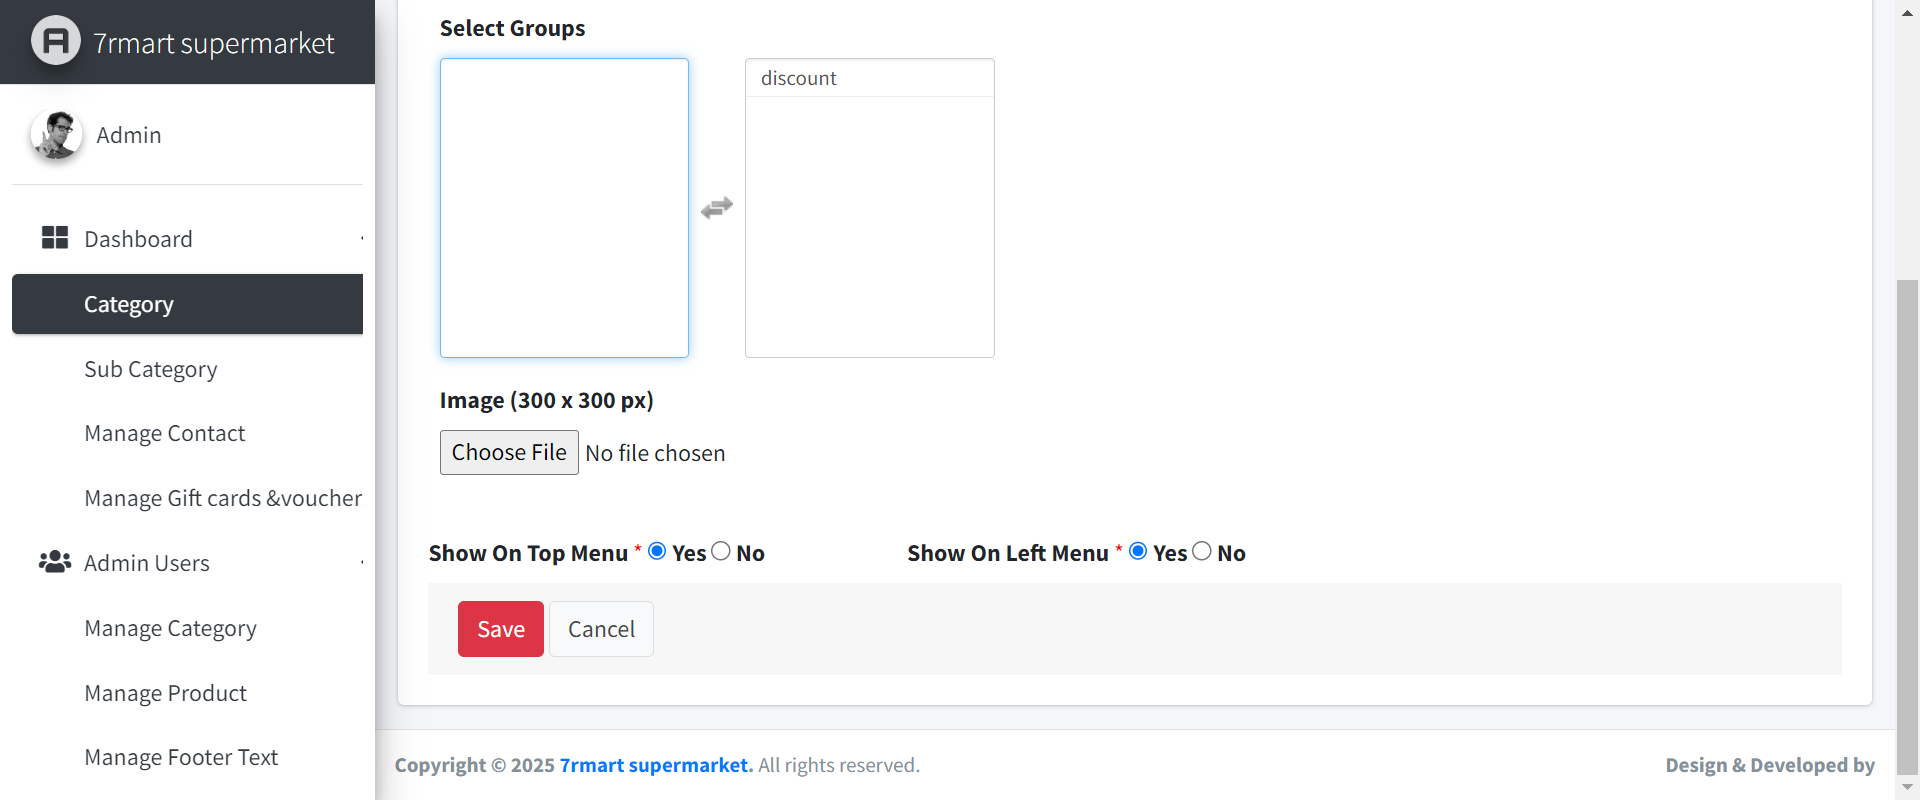 7rmart supermarket
Admin
Dashboard
Category
Sub Category
Manage Contact
Manage Gift cards &voucher
Admin Users
Manage Category
Manage Product
Manage Footer Text
Select Groups
discount
Image (300 x 300 px)
Choose File No file chosen
Show On Top Menu * Yes No Show On Left Menu * Yes No
Save Cancel
Copyright © 2025 7rmart supermarket. All rights reserved. Design & Developed by